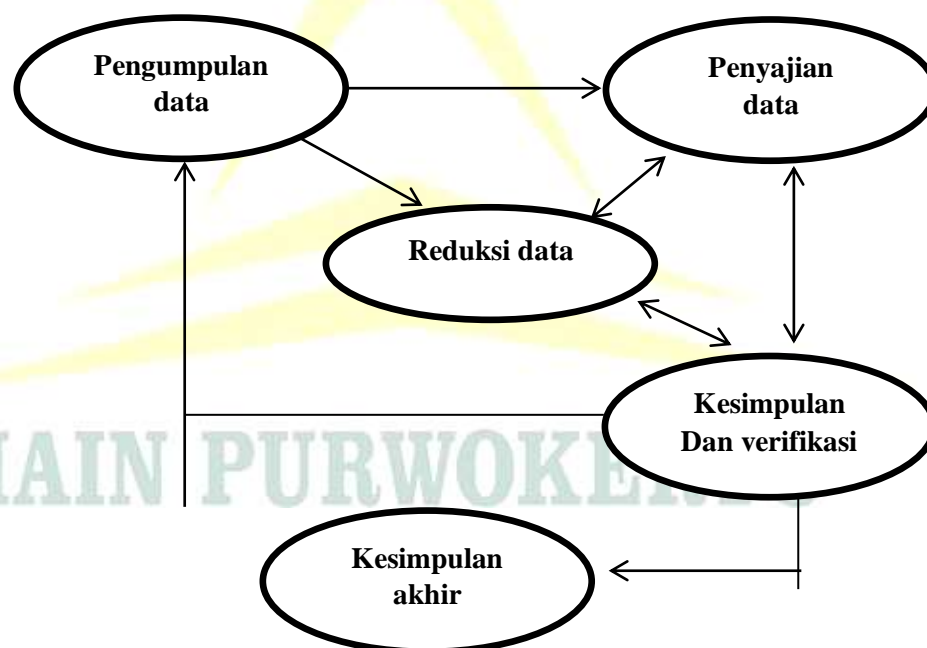 Pengumpulan
data
Penyajian
data
Reduksi data
Kesimpulan
Dan verifikasi
IAIN PURWOKERTO
Kesimpulan
akhir